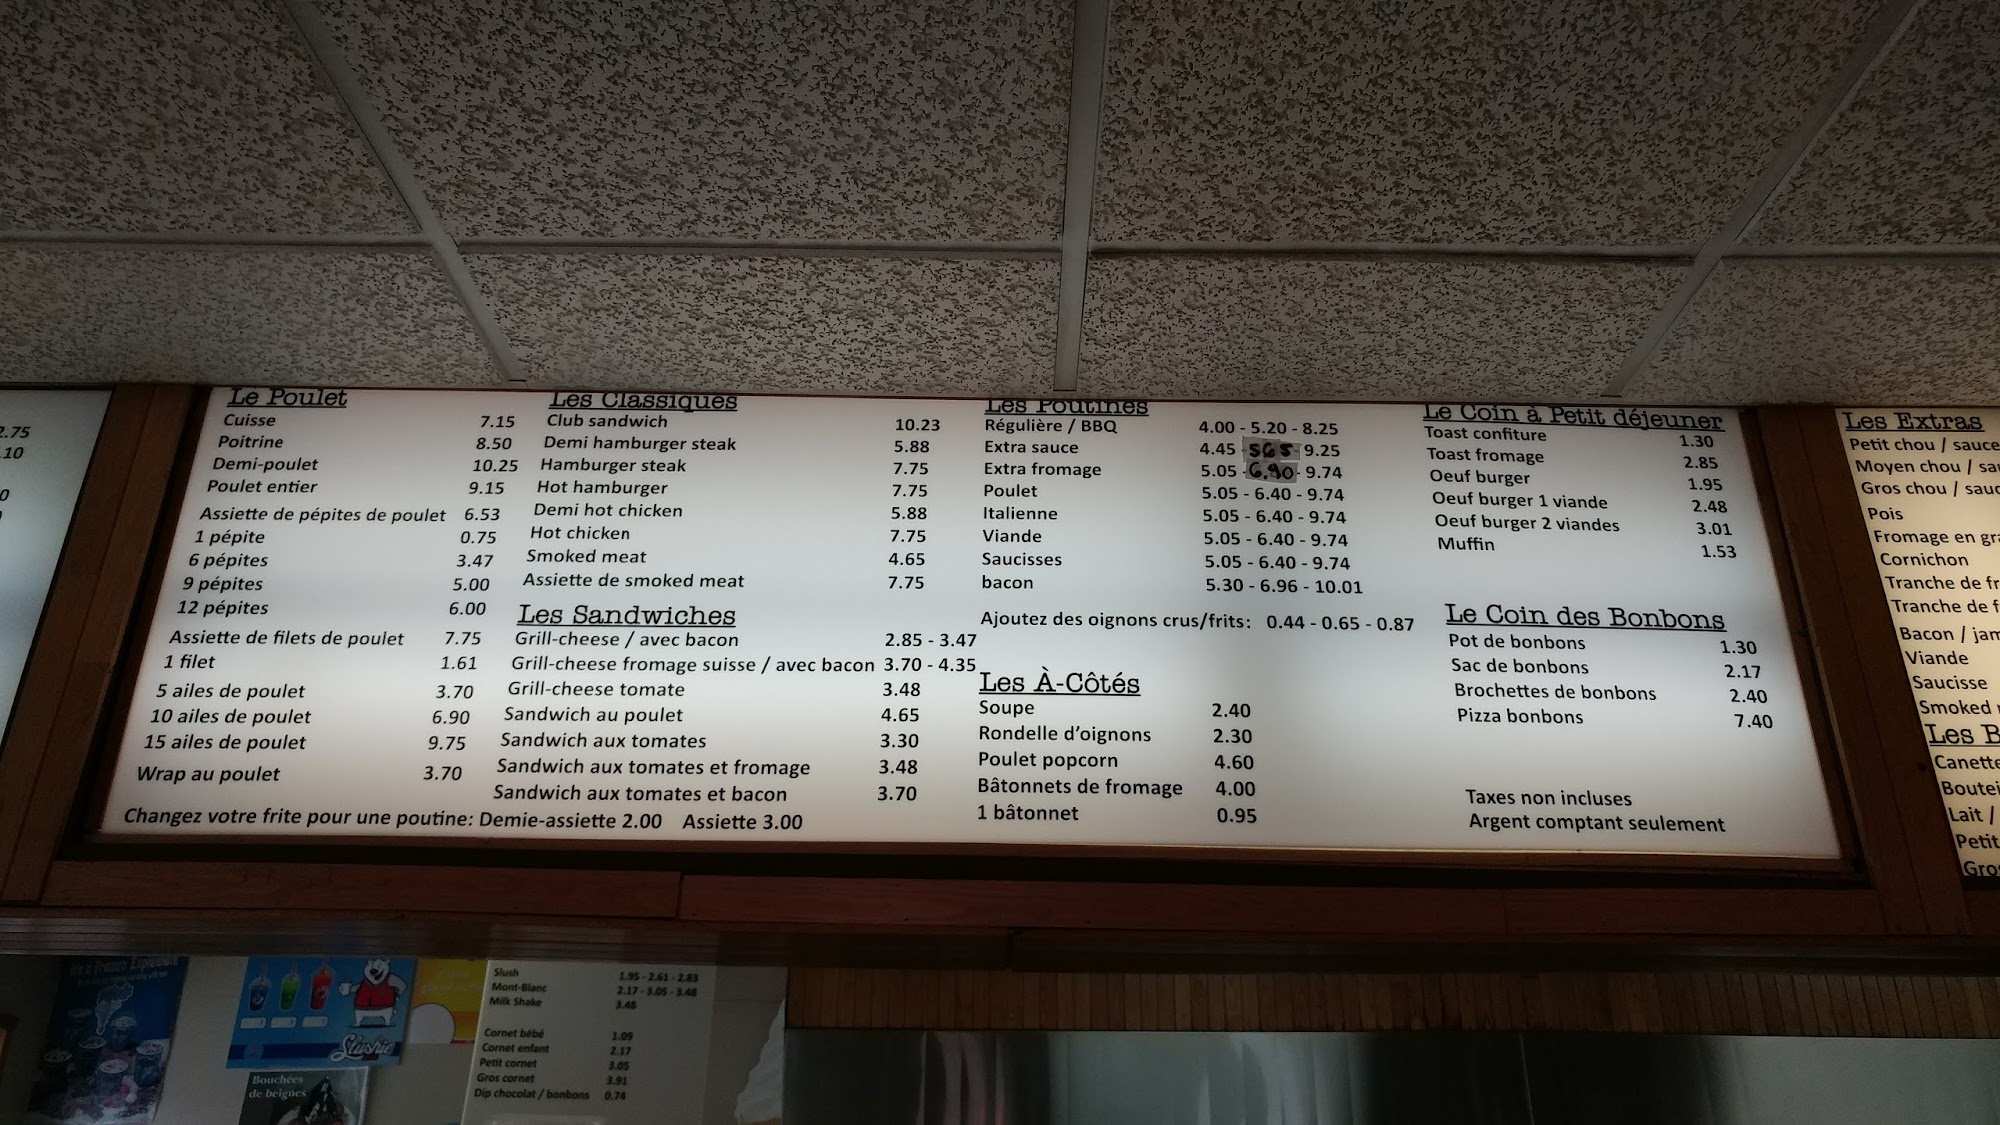 2.75
.10
0
Le Poulet
Cuisse 7.15
Poitrine 8.50
Demi-poulet 10.25
Poulet entier 9.15
Assiette de pépites de poulet 6.53
1 pépite 0.75
6 pépites 3.47
9 pépites 5.00
12 pépites 6.00
Assiette de filets de poulet 7.75
1 filet 1.61
5 ailes de poulet 3.70
10 ailes de poulet 6.90
15 ailes de poulet 9.75
Wrap au poulet 3.70
Changez votre frite pour une poutine: Demie-assiette 2.00 Assiette 3.00
Les Classiques
Club sandwich 10.23
Demi hamburger steak 5.88
Hamburger steak 7.75
Hot hamburger 7.75
Demi hot chicken 5.88
Hot chicken 7.75
Smoked meat 4.65
Assiette de smoked meat 7.75
Les Sandwiches
Grill-cheese / avec bacon 2.85 - 3.47
Grill-cheese fromage suisse / avec bacon 3.70 - 4.35
Grill-cheese tomate 3.48
Sandwich au poulet 4.65
Sandwich aux tomates 3.30
Sandwich aux tomates et fromage 3.48
Sandwich aux tomates et bacon 3.70
Les Poutines
Régulière / BBQ 4.00 - 5.20 - 8.25
Extra sauce 4.45 - 5.65 - 9.25
Extra fromage 5.05 - 6.40 - 9.74
Poulet 5.05 - 6.40 - 9.74
Italienne 5.05 - 6.40 - 9.74
Viande 5.05 - 6.40 - 9.74
Saucisses 5.05 - 6.40 - 9.74
bacon 5.30 - 6.96 - 10.01
Ajoutez des oignons crus/frits: 0.44 - 0.65 - 0.87
Les À-Côtés
Soupe 2.40
Rondelle d'oignons 2.30
Poulet popcorn 4.60
Bâtonnets de fromage 4.00
1 bâtonnet 0.95
Le Coin à Petit déjeuner
Toast confiture 1.30
Toast fromage 2.85
Oeuf burger 1.95
Oeuf burger 1 viande 2.48
Oeuf burger 2 viandes 3.01
Muffin 1.53
Le Coin des Bonbons
Pot de bonbons 1.30
Sac de bonbons 2.17
Brochettes de bonbons 2.40
Pizza bonbons 7.40
Taxes non incluses
Argent comptant seulement
Les Extras
Petit chou / sauce
Moyen chou / sa
Gros chou / sauc
Pois
Fromage en gra
Cornichon
Tranche de fr
Tranche de f
Bacon / jam
Viande
Saucisse
Smoked
Les B
Canette
Boutei
Lait /
Petit
Gros
It's a Frozen Explosion
Slushie
Bouchées
de beignes
Slush 1.95 - 2.61 - 2.83
Mont-Blanc 2.17 - 3.05 - 3.48
Milk Shake 3.48
Cornet bébé 1.09
Cornet enfant 2.17
Petit cornet 3.05
Gros cornet 3.91
Dip chocolat / bonbons 0.74